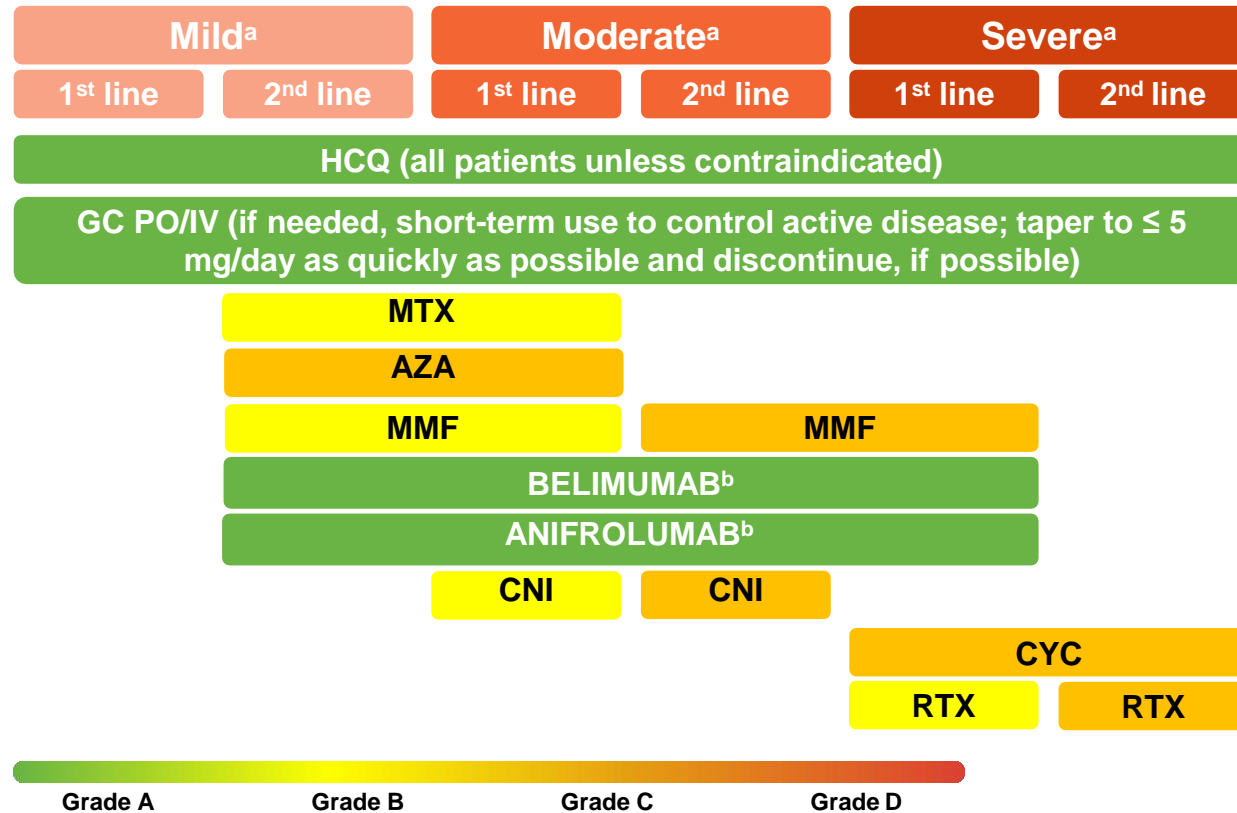 Mildᵃ Moderateᵃ Severeᵃ
1ˢᵗ line 2ⁿᵈ line 1ˢᵗ line 2ⁿᵈ line 1ˢᵗ line 2ⁿᵈ line
HCQ (all patients unless contraindicated)
GC PO/IV (if needed, short-term use to control active disease; taper to ≤ 5
mg/day as quickly as possible and discontinue, if possible)
MTX
AZA
MMF MMF
BELIMUMABᵇ
ANIFROLUMABᵇ
CNI CNI
CYC
RTX RTX
Grade A Grade B Grade C Grade D